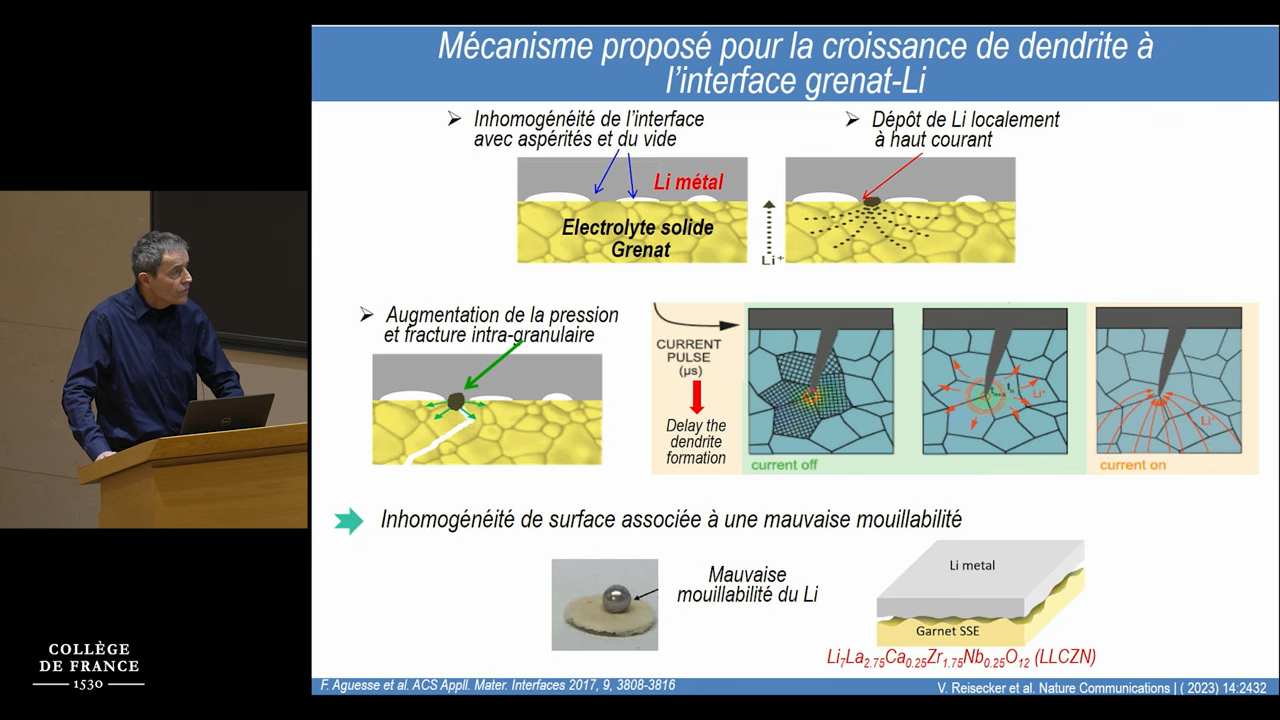 Mécanisme proposé pour la croissance de dendrite à
l'interface grenat-Li
Inhomogénéité de l'interface
avec aspérités et du vide
Dépôt de Li localement
à haut courant
Li métal
Electrolyte solide
Grenat
Li⁺
Augmentation de la pression
et fracture intra-granulaire
CURRENT
PULSE
(µs)
Delay the
dendrite
formation
Li⁺
Li⁺
current off
current on
Inhomogénéité de surface associée à une mauvaise mouillabilité
Mauvaise
mouillabilité du Li
Li metal
Garnet SSE
Li₇La₂.₇₅Ca₀.₂₅Zr₁.₇₅Nb₀.₂₅O₁₂ (LLCZN)
COLLÈGE
DE FRANCE
1530
F. Aguesse et al. ACS Appll. Mater. Interfaces 2017, 9, 3808-3816
V. Reisecker et al. Nature Communications | ( 2023) 14:2432